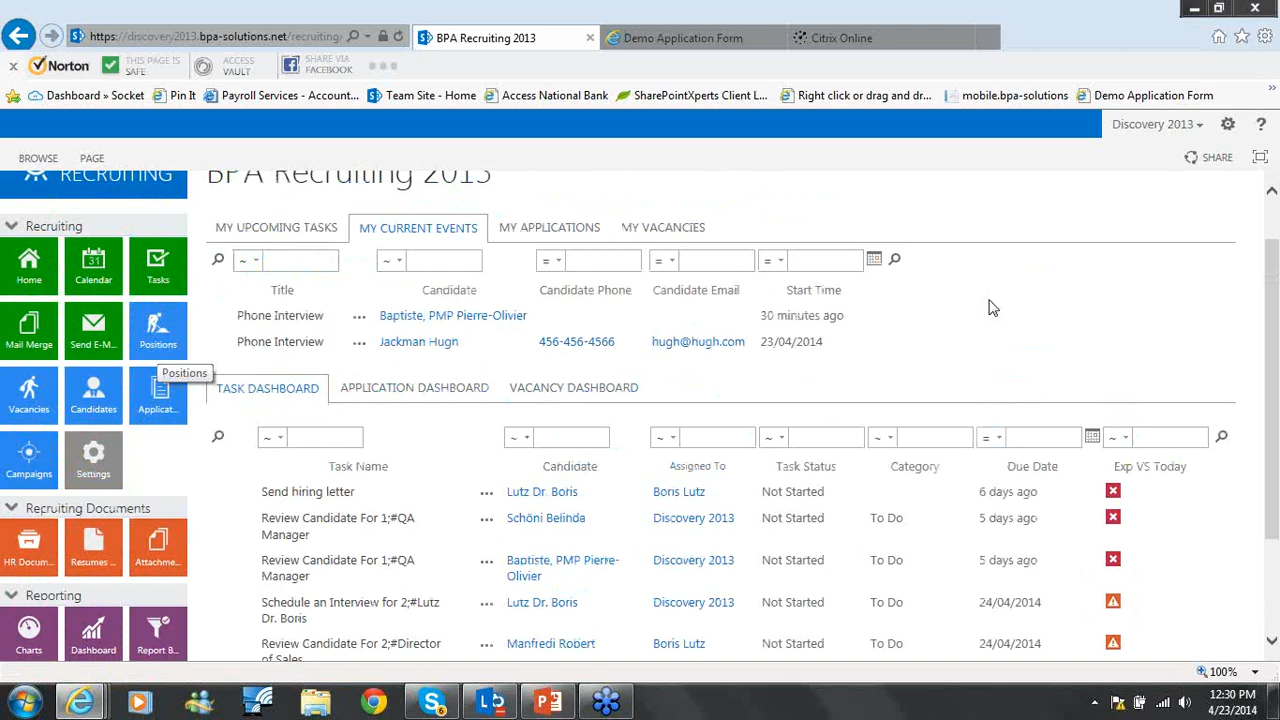 https://discovery2013.bpa-solutions.net/recruiting/
BPA Recruiting 2013
Demo Application Form
Citrix Online
Norton
THIS PAGE IS
SAFE
ACCESS
VAULT
SHARE VIA
FACEBOOK
Dashboard » Socket
Pin It
Payroll Services - Account...
Team Site - Home
Access National Bank
SharePointXperts Client L...
Right click or drag and dr...
mobile.bpa-solutions
Demo Application Form
Discovery 2013
BROWSE
PAGE
SHARE
RECRUITING
BPA Recruiting 2013
MY UPCOMING TASKS
MY CURRENT EVENTS
MY APPLICATIONS
MY VACANCIES
Recruiting
Home
31
Calendar
Tasks
Mail Merge
Send E-M...
Positions
Positions
Vacancies
Candidates
Applicat...
Campaigns
Settings
Recruiting Documents
HR Docum...
Resumes ...
Attachme...
Reporting
Charts
Dashboard
Report B...
~ ~ = = =
Title Candidate Candidate Phone Candidate Email Start Time
Phone Interview ... Baptiste, PMP Pierre-Olivier 30 minutes ago
Phone Interview ... Jackman Hugn 456-456-4566 hugh@hugh.com 23/04/2014
TASK DASHBOARD
APPLICATION DASHBOARD
VACANCY DASHBOARD
~ ~ ~ ~ ~ = ~
Task Name Candidate Assigned To Task Status Category Due Date Exp VS Today
Send hiring letter ... Lutz Dr. Boris Boris Lutz Not Started 6 days ago
Review Candidate For 1;#QA ... Schöni Belinda Discovery 2013 Not Started To Do 5 days ago
Manager
Review Candidate For 1;#QA ... Baptiste, PMP Pierre- Discovery 2013 Not Started To Do 5 days ago
Manager Olivier
Schedule an Interview for 2;#Lutz ... Lutz Dr. Boris Discovery 2013 Not Started To Do 24/04/2014
Dr. Boris
Review Candidate For 2;#Director ... Manfredi Robert Boris Lutz Not Started To Do 24/04/2014
of Sales
100%
12:30 PM
4/23/2014